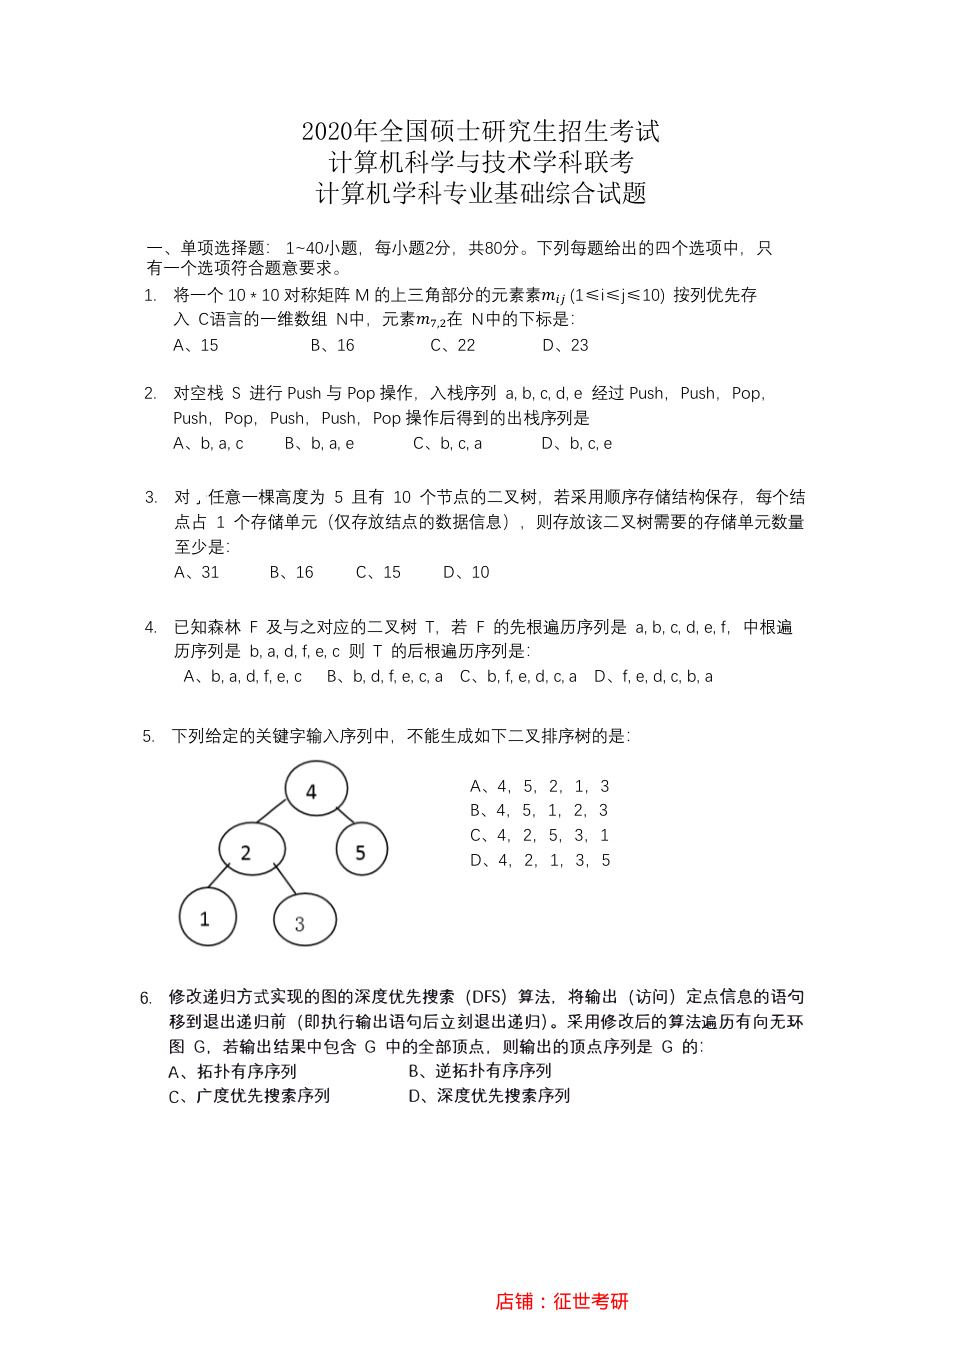 2020年全国硕士研究生招生考试
计算机科学与技术学科联考
计算机学科专业基础综合试题
一、单项选择题： 1~40小题，每小题2分，共80分。下列每题给出的四个选项中，只
有一个选项符合题意要求。
1. 将一个 10 * 10 对称矩阵 M 的上三角部分的元素素m_{ij} (1≤i≤j≤10) 按列优先存
入 C语言的一维数组 N中，元素m_{7,2}在 N中的下标是：
A、15 B、16 C、22 D、23
2. 对空栈 S 进行 Push 与 Pop 操作，入栈序列 a, b, c, d, e 经过 Push，Push，Pop，
Push，Pop，Push，Push，Pop 操作后得到的出栈序列是
A、b, a, c B、b, a, e C、b, c, a D、b, c, e
3. 对，任意一棵高度为 5 且有 10 个节点的二叉树，若采用顺序存储结构保存，每个结
点占 1 个存储单元（仅存放结点的数据信息），则存放该二叉树需要的存储单元数量
至少是：
A、31 B、16 C、15 D、10
4. 已知森林 F 及与之对应的二叉树 T，若 F 的先根遍历序列是 a, b, c, d, e, f，中根遍
历序列是 b, a, d, f, e, c 则 T 的后根遍历序列是：
A、b, a, d, f, e, c B、b, d, f, e, c, a C、b, f, e, d, c, a D、f, e, d, c, b, a
5. 下列给定的关键字输入序列中，不能生成如下二叉排序树的是：
4
2
5
1
3
A、4，5，2，1，3
B、4，5，1，2，3
C、4，2，5，3，1
D、4，2，1，3，5
6. 修改递归方式实现的图的深度优先搜索（DFS）算法，将输出（访问）定点信息的语句
移到退出递归前（即执行输出语句后立刻退出递归）。采用修改后的算法遍历有向无环
图 G，若输出结果中包含 G 中的全部顶点，则输出的顶点序列是 G 的：
A、拓扑有序序列 B、逆拓扑有序序列
C、广度优先搜索序列 D、深度优先搜索序列
店铺：征世考研